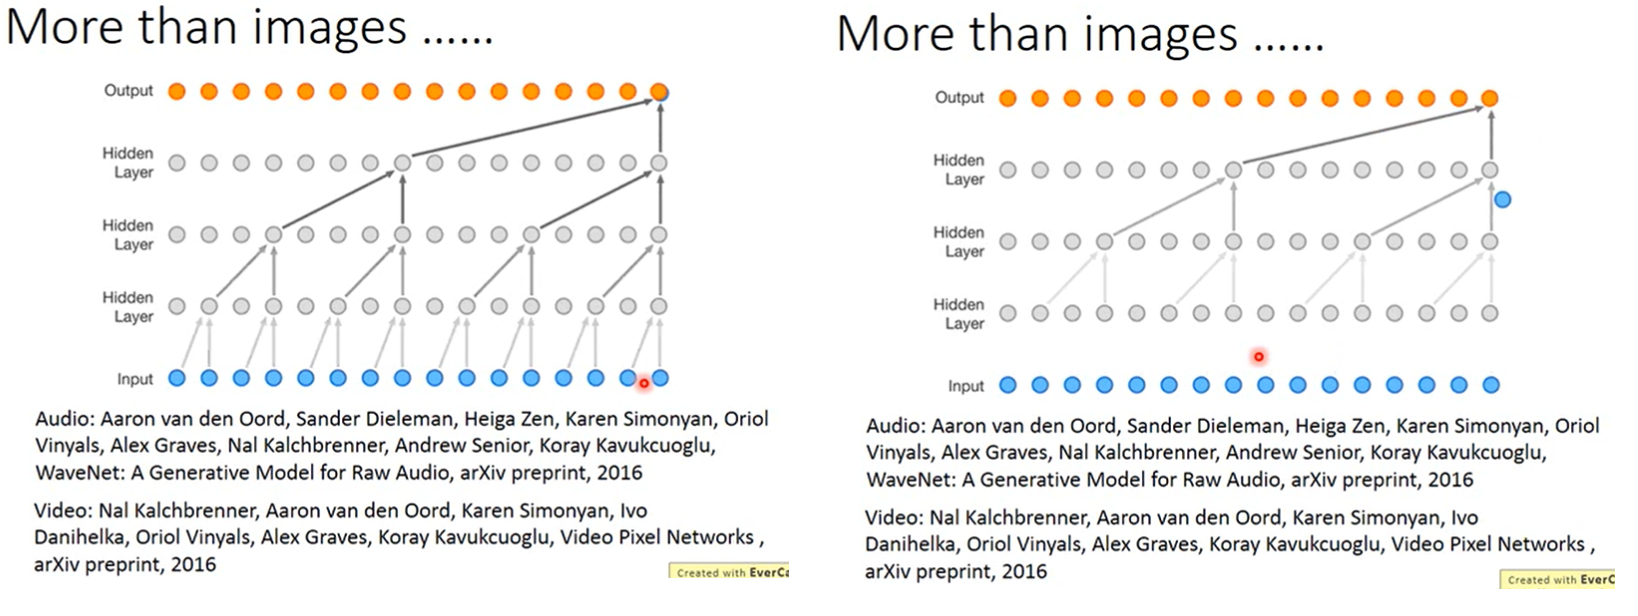 More than images ......
Output
Hidden
Layer
Hidden
Layer
Hidden
Layer
Input
Audio: Aaron van den Oord, Sander Dieleman, Heiga Zen, Karen Simonyan, Oriol
Vinyals, Alex Graves, Nal Kalchbrenner, Andrew Senior, Koray Kavukcuoglu,
WaveNet: A Generative Model for Raw Audio, arXiv preprint, 2016
Video: Nal Kalchbrenner, Aaron van den Oord, Karen Simonyan, Ivo
Danihelka, Oriol Vinyals, Alex Graves, Koray Kavukcuoglu, Video Pixel Networks ,
arXiv preprint, 2016
Created with EverCa
More than images ......
Output
Hidden
Layer
Hidden
Layer
Hidden
Layer
Input
Audio: Aaron van den Oord, Sander Dieleman, Heiga Zen, Karen Simonyan, Oriol
Vinyals, Alex Graves, Nal Kalchbrenner, Andrew Senior, Koray Kavukcuoglu,
WaveNet: A Generative Model for Raw Audio, arXiv preprint, 2016
Video: Nal Kalchbrenner, Aaron van den Oord, Karen Simonyan, Ivo
Danihelka, Oriol Vinyals, Alex Graves, Koray Kavukcuoglu, Video Pixel Networks ,
arXiv preprint, 2016
Created with EverC